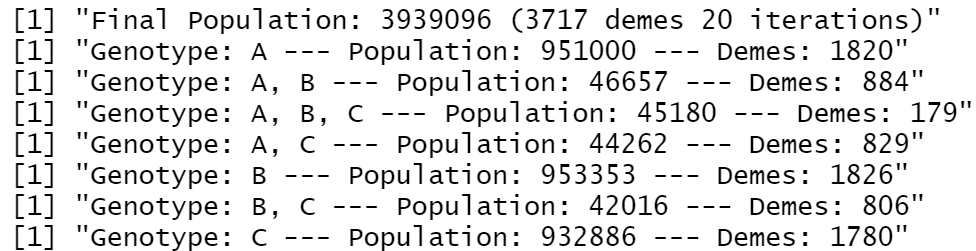 [1] "Final Population: 3939096 (3717 demes 20 iterations)"
[1] "Genotype: A --- Population: 951000 --- Demes: 1820"
[1] "Genotype: A, B --- Population: 46657 --- Demes: 884"
[1] "Genotype: A, B, C --- Population: 45180 --- Demes: 179"
[1] "Genotype: A, C --- Population: 44262 --- Demes: 829"
[1] "Genotype: B --- Population: 953353 --- Demes: 1826"
[1] "Genotype: B, C --- Population: 42016 --- Demes: 806"
[1] "Genotype: C --- Population: 932886 --- Demes: 1780"